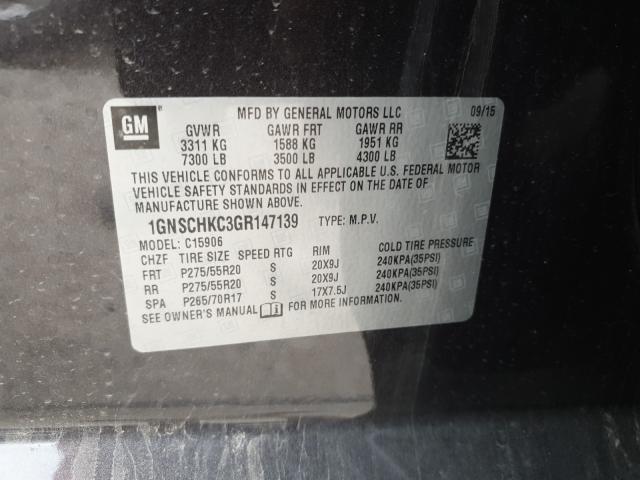 GM
MFD BY GENERAL MOTORS LLC 09/15
GVWR GAWR FRT GAWR RR
3311 KG 1588 KG 1951 KG
7300 LB 3500 LB 4300 LB
THIS VEHICLE CONFORMS TO ALL APPLICABLE U.S. FEDERAL MOTOR
VEHICLE SAFETY STANDARDS IN EFFECT ON THE DATE OF
MANUFACTURE SHOWN ABOVE.
1GNSCHKC3GR147139 TYPE: M.P.V.
MODEL: C15906
CHZF TIRE SIZE SPEED RTG RIM COLD TIRE PRESSURE
FRT P275/55R20 S 20X9J 240KPA(35PSI)
RR P275/55R20 S 20X9J 240KPA(35PSI)
SPA P265/70R17 S 17X7.5J 240KPA(35PSI)
SEE OWNER'S MANUAL FOR MORE INFORMATION.